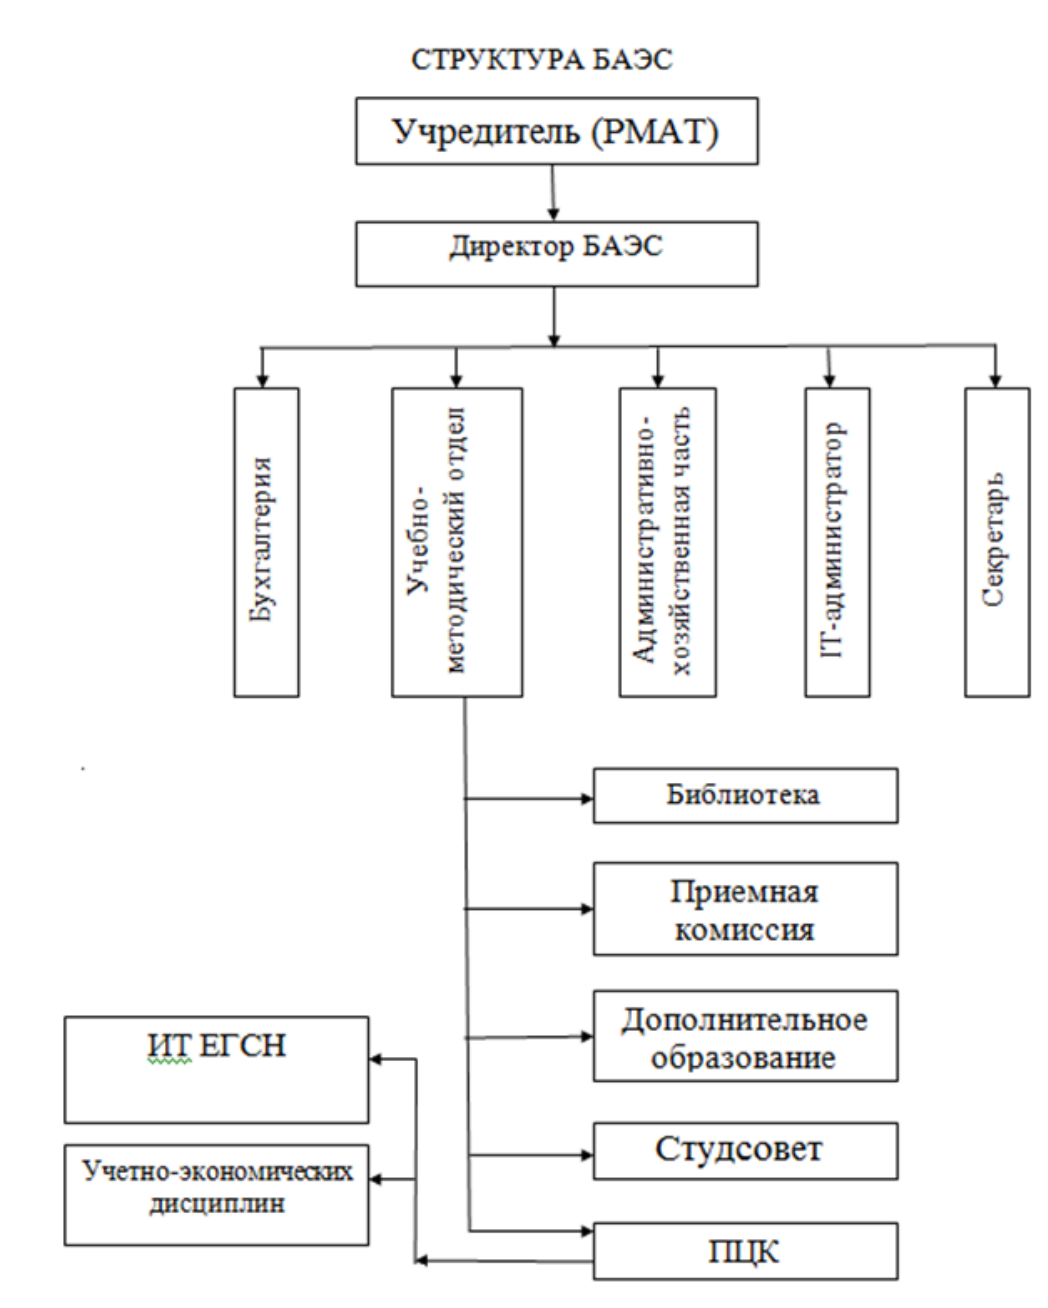 СТРУКТУРА БАЭС
Учредитель (РМАТ)
Директор БАЭС
Бухгалтерия
Учебно-
методический отдел
Административно-
хозяйственная часть
IT-администратор
Секретарь
Библиотека
Приемная
комиссия
Дополнительное
образование
Студсовет
ПЦК
ИТ ЕГСН
Учетно-экономических
дисциплин